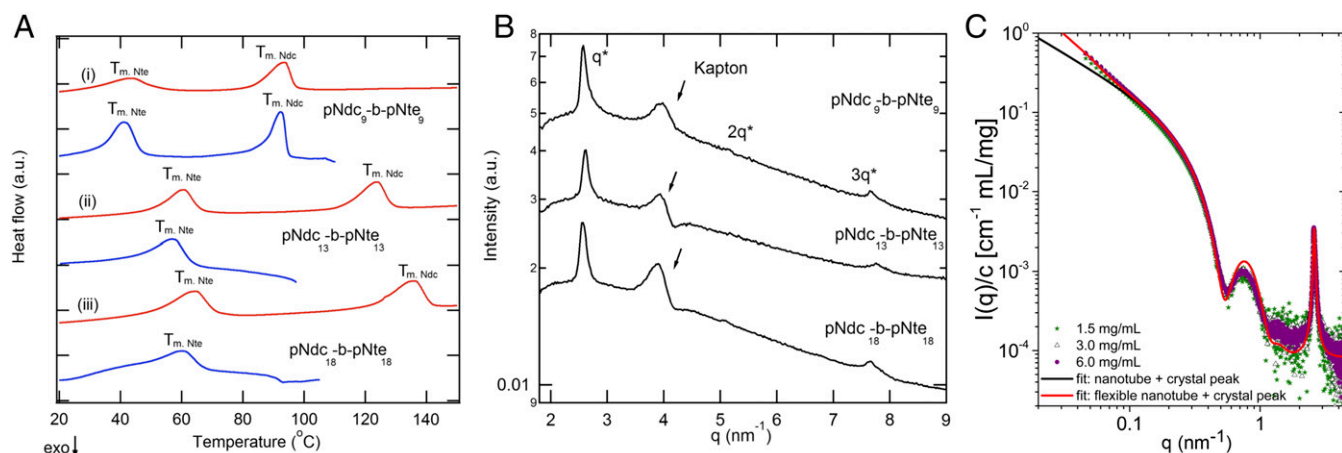 A
T_m. Nte
T_m. Ndc
(i)
pNdc_9-b-pNte_9
T_m. Nte
T_m. Ndc
(ii)
T_m. Nte
T_m. Ndc
pNdc_13-b-pNte_13
T_m. Nte
(iii)
T_m. Nte
T_m. Ndc
pNdc_18-b-pNte_18
T_m. Nte
Heat flow (a.u.)
20 40 60 80 100 120 140
exo↓
Temperature (°C)
B
q*
Kapton
pNdc_9-b-pNte_9
2q*
3q*
pNdc_13-b-pNte_13
pNdc_18-b-pNte_18
Intensity (a.u.)
8
7
6
5
4
3
2
0.01
9
2 3 4 5 6 7 8 9
q (nm⁻¹)
C
I(q)/c [cm⁻¹ mL/mg]
10⁰
10⁻¹
10⁻²
10⁻³
10⁻⁴
1.5 mg/mL
3.0 mg/mL
6.0 mg/mL
fit: nanotube + crystal peak
fit: flexible nanotube + crystal peak
0.1 1
q (nm⁻¹)